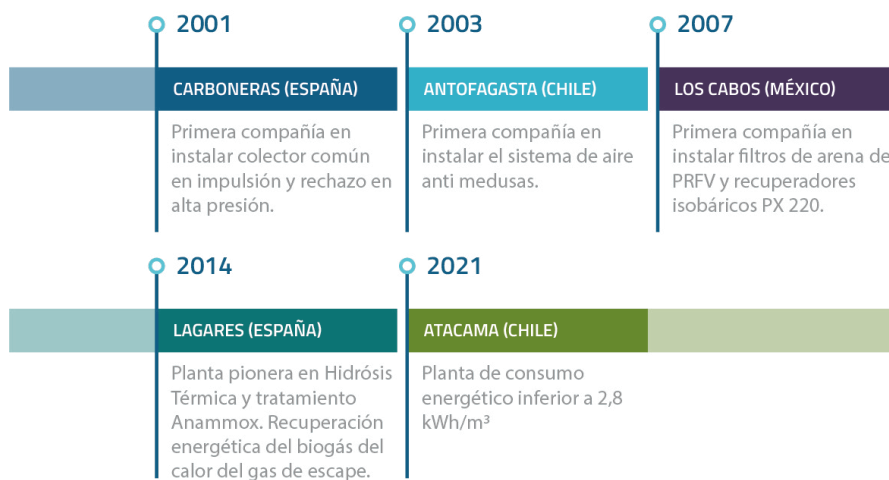 2001
CARBONERAS (ESPAÑA)
Primera compañía en
instalar colector común
en impulsión y rechazo en
alta presión.
2003
ANTOFAGASTA (CHILE)
Primera compañía en
instalar el sistema de aire
anti medusas.
2007
LOS CABOS (MÉXICO)
Primera compañía en
instalar filtros de arena de
PRFV y recuperadores
isobáricos PX 220.
2014
LAGARES (ESPAÑA)
Planta pionera en Hidrósis
Térmica y tratamiento
Anammox. Recuperación
energética del biogás del
calor del gas de escape.
2021
ATACAMA (CHILE)
Planta de consumo
energético inferior a 2,8
kWh/m³